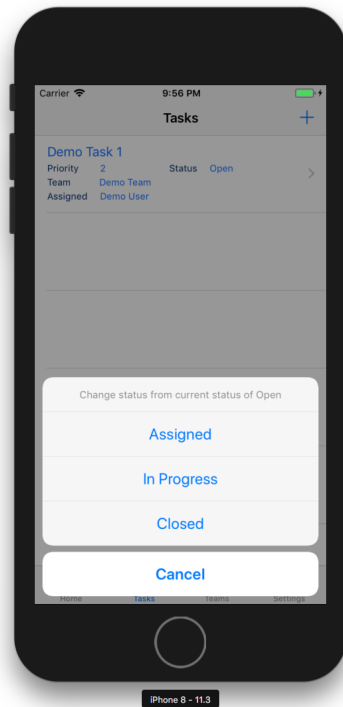 Carrier 9:56 PM
Tasks +
Demo Task 1
Priority 2 Status Open
Team Demo Team
Assigned Demo User
Change status from current status of Open
Assigned
In Progress
Closed
Cancel
Home Tasks Teams Settings
iPhone 8 - 11.3